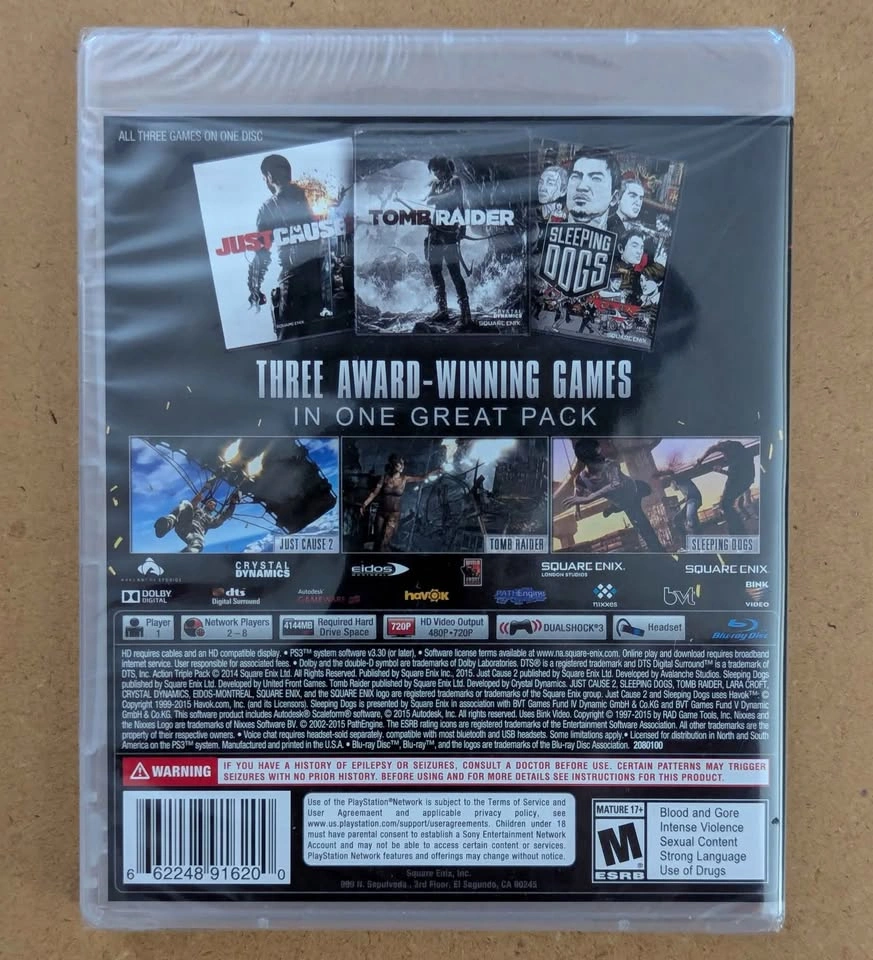 ALL THREE GAMES ON ONE DISC
JUST CAUSE
SQUARE ENIX
TOMB RAIDER
CRYSTAL
DYNAMICS
SQUARE ENIX
SLEEPING
DOGS
SQUARE ENIX
THREE AWARD-WINNING GAMES
IN ONE GREAT PACK
JUST CAUSE 2
TOMB RAIDER
SLEEPING DOGS
AVALANCHE STUDIOS
CRYSTAL
DYNAMICS
eidos
MONTREAL
SQUARE ENIX.
LONDON STUDIOS
SQUARE ENIX.
DOLBY
DIGITAL
dts
Digital Surround
Autodesk
GAMEWARE
havok
PATHEngine
nixxes
bvt
BINK
VIDEO
Player
1
Network Players
2–8
4144MB
Required Hard
Drive Space
720P
HD Video Output
480P•720P
DUALSHOCK®3
Headset
Blu-ray Disc
HD requires cables and an HD compatible display. • PS3™ system software v3.30 (or later). • Software license terms available at www.na.square-enix.com. Online play and download requires broadband
internet service. User responsible for associated fees. • Dolby and the double-D symbol are trademarks of Dolby Laboratories. DTS® is a registered trademark and DTS Digital Surround™ is a trademark of
DTS, Inc. Action Triple Pack © 2014 Square Enix Ltd. All Rights Reserved. Published by Square Enix Inc., 2015. Just Cause 2 published by Square Enix Ltd. Developed by Avalanche Studios. Sleeping Dogs
published by Square Enix Ltd. Developed by United Front Games. Tomb Raider published by Square Enix Ltd. Developed by Crystal Dynamics. JUST CAUSE 2, SLEEPING DOGS, TOMB RAIDER, LARA CROFT,
CRYSTAL DYNAMICS, EIDOS-MONTREAL, SQUARE ENIX, and the SQUARE ENIX logo are registered trademarks or trademarks of the Square Enix group. Just Cause 2 and Sleeping Dogs uses Havok™: ©
Copyright 1999-2015 Havok.com, Inc. (and its Licensors). Sleeping Dogs is presented by Square Enix in association with BVT Games Fund IV Dynamic GmbH & Co.KG and BVT Games Fund V Dynamic
GmbH & Co.KG. This software product includes Autodesk® Scaleform® software, © 2015 Autodesk, Inc. All rights reserved. Uses Bink Video. Copyright © 1997-2015 by RAD Game Tools, Inc. Nixxes and
the Nixxes Logo are trademarks of Nixxes Software BV. © 2002-2015 PathEngine. The ESRB rating icons are registered trademarks of the Entertainment Software Association. All other trademarks are the
property of their respective owners. • Voice chat requires headset-sold separately. compatible with most bluetooth and USB headsets. Some limitations apply.• Licensed for distribution in North and South
America on the PS3™ system. Manufactured and printed in the U.S.A. • Blu-ray Disc™, Blu-ray™, and the logos are trademarks of the Blu-ray Disc Association. 2080100
WARNING
IF YOU HAVE A HISTORY OF EPILEPSY OR SEIZURES, CONSULT A DOCTOR BEFORE USE. CERTAIN PATTERNS MAY TRIGGER
SEIZURES WITH NO PRIOR HISTORY. BEFORE USING AND FOR MORE DETAILS SEE INSTRUCTIONS FOR THIS PRODUCT.
6 62248 91620 0
Use of the PlayStation®Network is subject to the Terms of Service and
User Agreemaent and applicable privacy policy, see
www.us.playstation.com/support/useragreements. Children under 18
must have parental consent to establish a Sony Entertainment Network
Account and may not be able to access certain content or services.
PlayStation Network features and offerings may change without notice.
Square Enix, Inc.
999 N. Sepulveda., 3rd Floor, El Segundo, CA 90245
MATURE 17+
M
ESRB
Blood and Gore
Intense Violence
Sexual Content
Strong Language
Use of Drugs